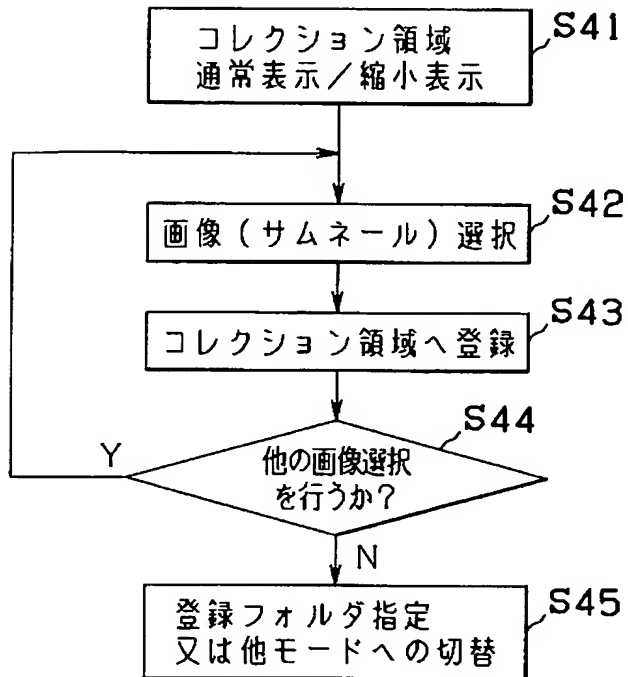 コレクション領域
通常表示／縮小表示
S41
画像（サムネール）選択
S42
コレクション領域へ登録
S43
他の画像選択
を行うか？
S44
Y
N
登録フォルダ指定
又は他モードへの切替
S45